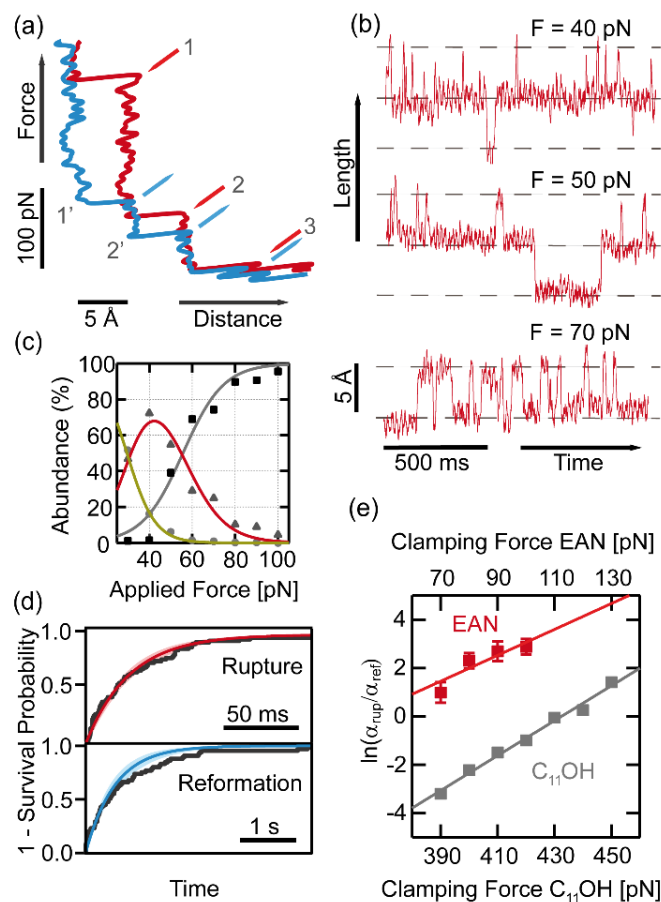 (a)
Force
100 pN
1
2
3
1'
2'
5 Å
Distance
(b)
F = 40 pN
F = 50 pN
F = 70 pN
Length
5 Å
500 ms
Time
(c)
Abundance (%)
100
80
60
40
20
0
40
60
80
100
Applied Force [pN]
(d)
1 - Survival Probability
1.0
0.5
Rupture
50 ms
1.0
0.5
0.0
Reformation
1 s
Time
(e)
Clamping Force EAN [pN]
70
90
110
130
ln(αrup/αref)
4
2
0
-2
-4
EAN
C₁₁OH
390
410
430
450
Clamping Force C₁₁OH [pN]